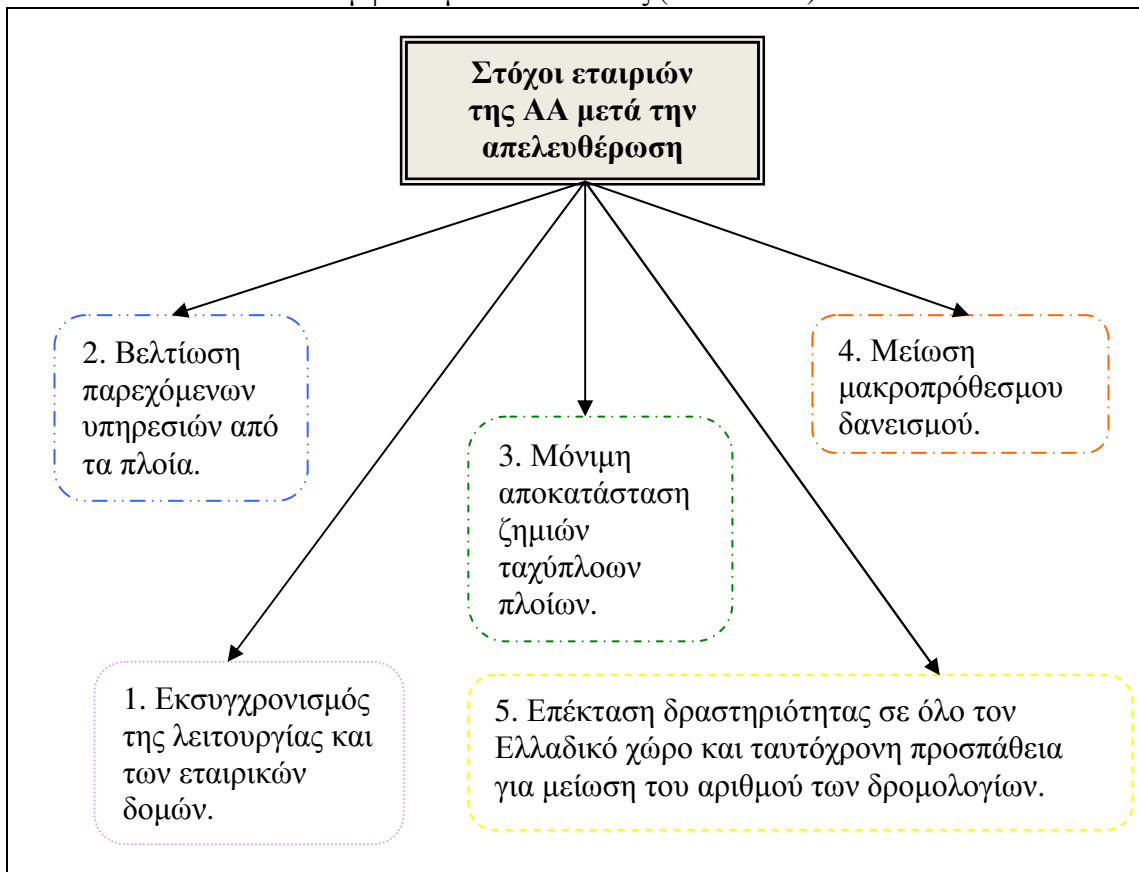 Στόχοι εταιριών
της ΑΑ μετά την
απελευθέρωση
2. Βελτίωση
παρεχόμενων
υπηρεσιών από
τα πλοία.
4. Μείωση
μακροπρόθεσμου
δανεισμού.
3. Μόνιμη
αποκατάσταση
ζημιών
ταχύπλοων
πλοίων.
1. Εκσυγχρονισμός
της λειτουργίας και
των εταιρικών
δομών.
5. Επέκταση δραστηριότητας σε όλο τον
Ελλαδικό χώρο και ταυτόχρονη προσπάθεια
για μείωση του αριθμού των δρομολογίων.